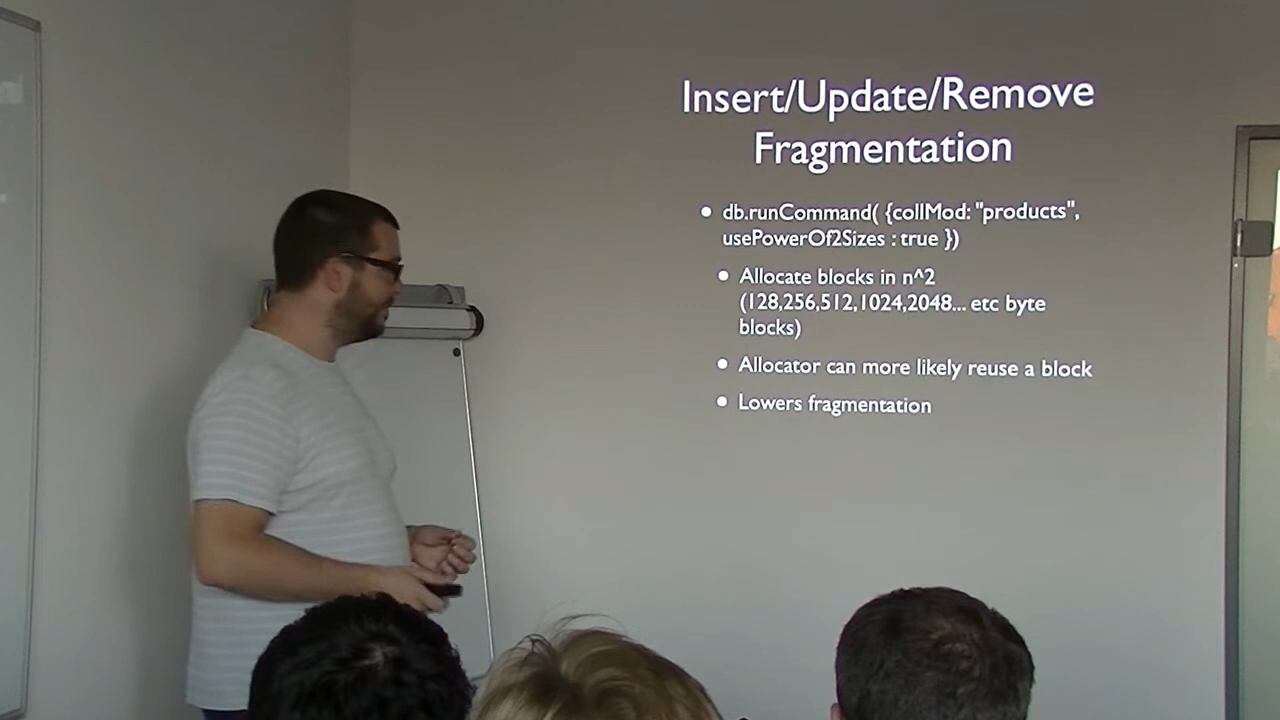 Insert/Update/Remove
Fragmentation
• db.runCommand( {collMod: "products",
usePowerOf2Sizes : true })
• Allocate blocks in n^2
(128,256,512,1024,2048... etc byte
blocks)
• Allocator can more likely reuse a block
• Lowers fragmentation